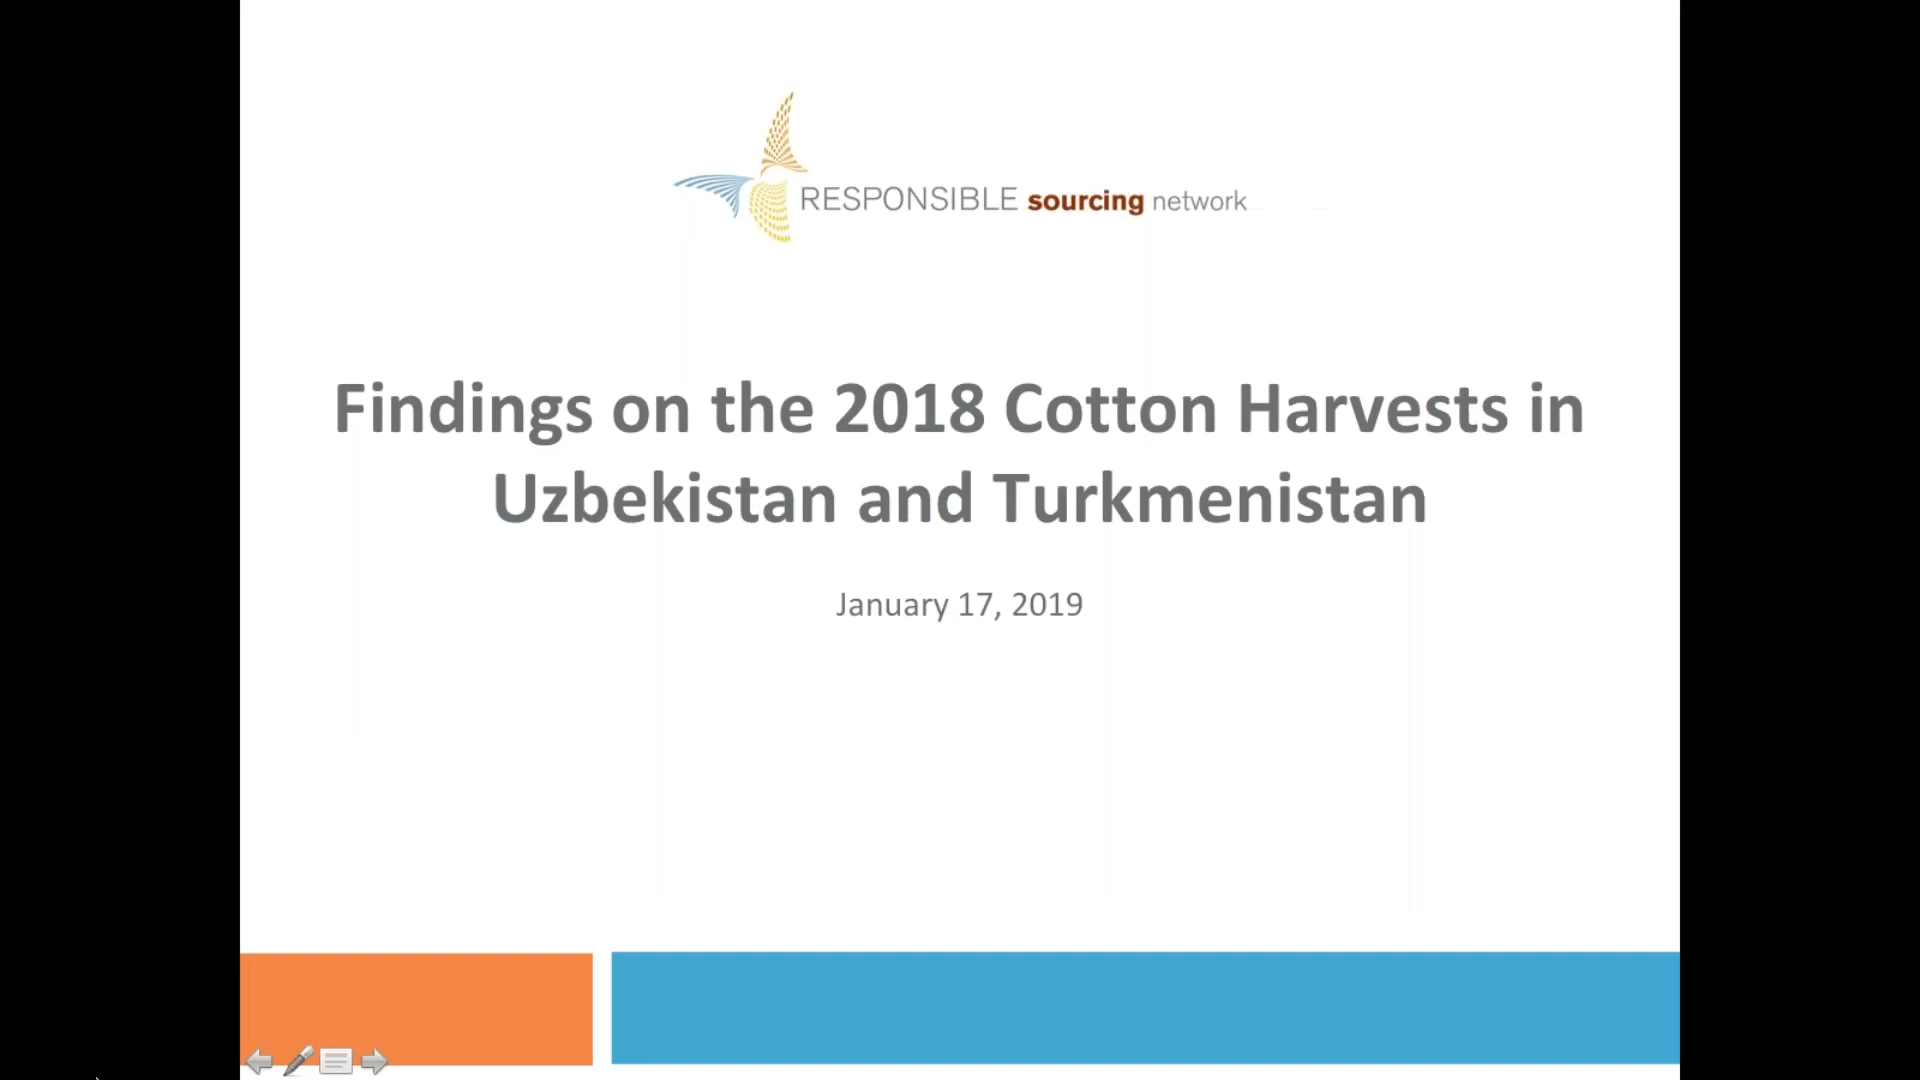 RESPONSIBLE sourcing network
Findings on the 2018 Cotton Harvests in
Uzbekistan and Turkmenistan
January 17, 2019